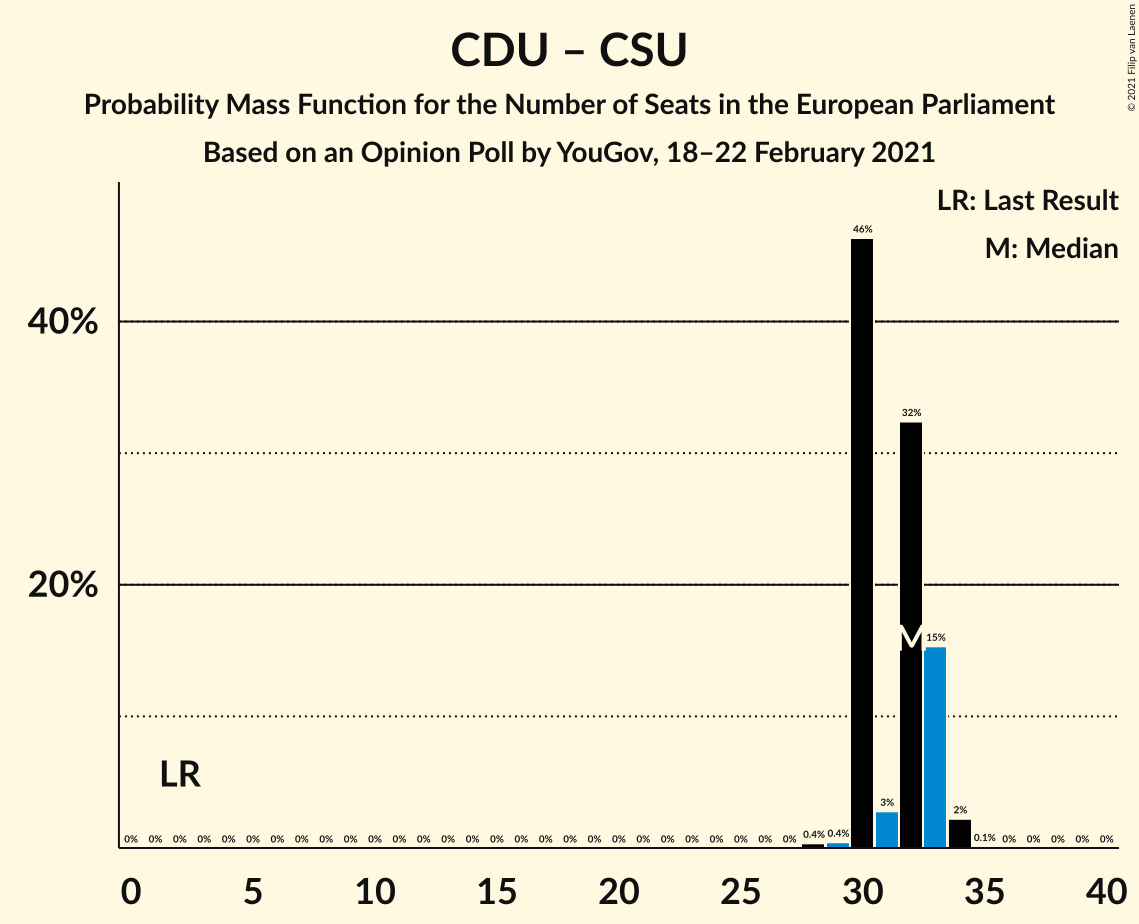 CDU – CSU
Probability Mass Function for the Number of Seats in the European Parliament
Based on an Opinion Poll by YouGov, 18–22 February 2021
© 2021 Filip van Laenen
LR: Last Result
M: Median
46%
40%
32%
20%
M
15%
LR
3%
2%
0% 0% 0% 0% 0% 0% 0% 0% 0% 0% 0% 0% 0% 0% 0% 0% 0% 0% 0% 0% 0% 0% 0% 0% 0% 0% 0% 0% 0.4% 0.4% 0.1% 0% 0% 0% 0% 0%
0 5 10 15 20 25 30 35 40